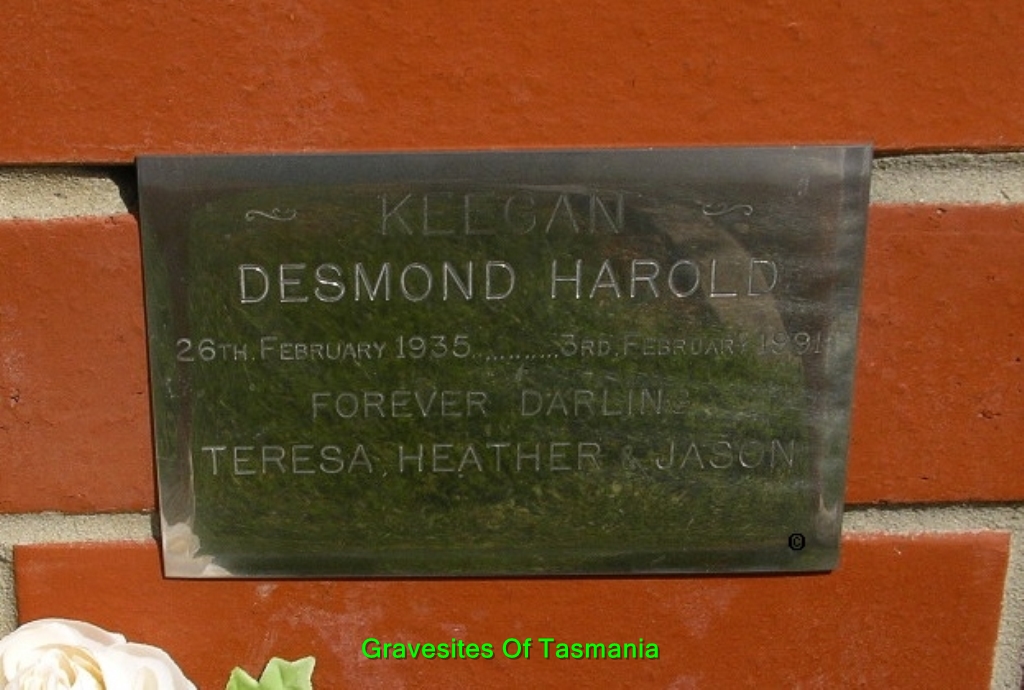 KEEGAN
DESMOND HAROLD
26TH. FEBRUARY 1935...........3RD. FEBRUARY 1991
FOREVER DARLING
TERESA, HEATHER & JASON
©
Gravesites Of Tasmania